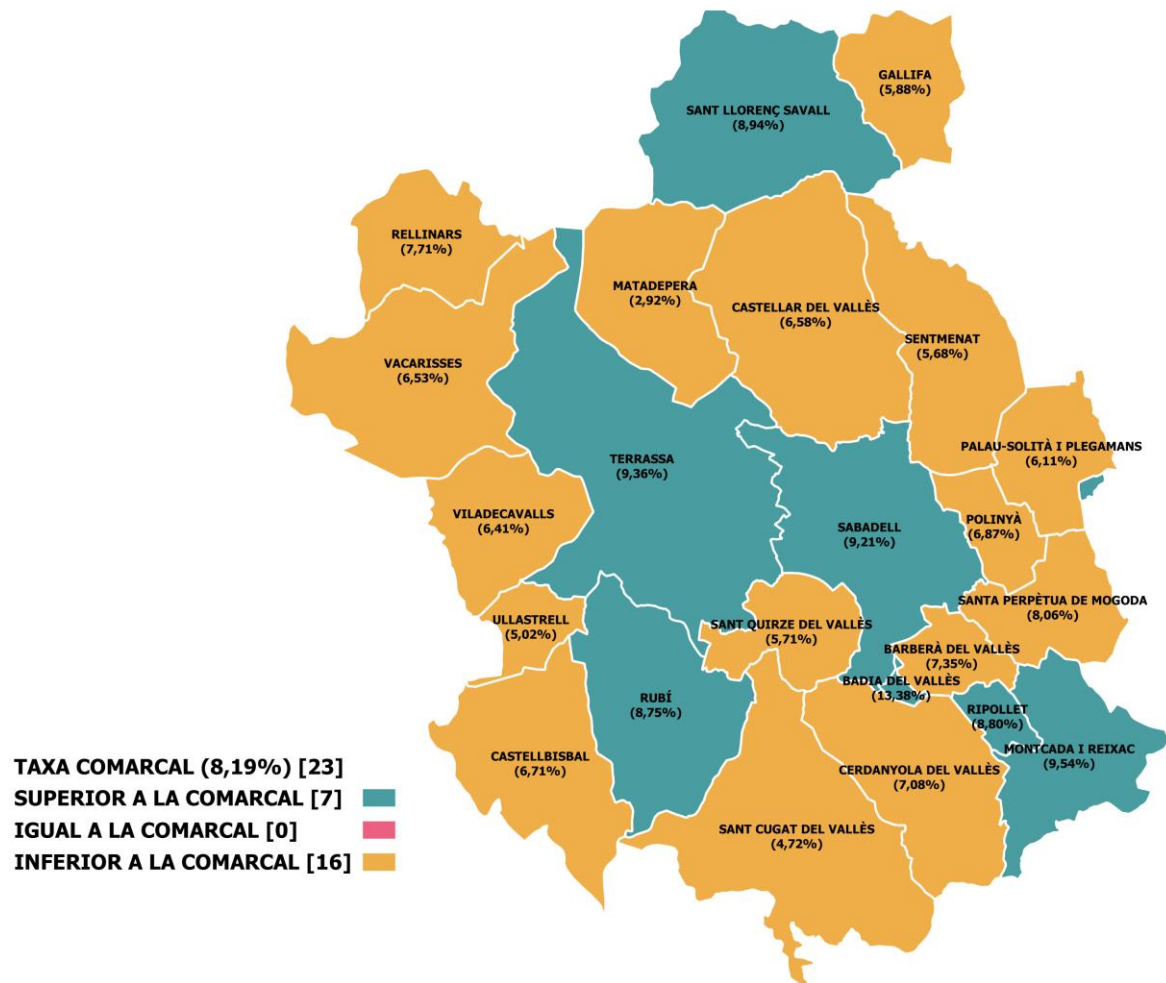 GALLIFA
(5,88%)
SANT LLORENÇ SAVALL
(8,94%)
RELLINARS
(7,71%)
MATADEPERA
(2,92%)
CASTELLAR DEL VALLÈS
(6,58%)
SENTMENAT
(5,68%)
VACARISSES
(6,53%)
PALAU-SOLITÀ I PLEGAMANS
(6,11%)
TERRASSA
(9,36%)
VILADECAVALLS
(6,41%)
SABADELL
(9,21%)
POLINYÀ
(6,87%)
SANTA PERPÈTUA DE MOGODA
(8,06%)
ULLASTRELL
(5,02%)
SANT QUIRZE DEL VALLÈS
(5,71%)
BARBERÀ DEL VALLÈS
(7,35%)
BADIA DEL VALLÈS
(13,38%)
RUBÍ
(8,75%)
RIPOLLET
(8,80%)
MONTCADA I REIXAC
(9,54%)
CASTELLBISBAL
(6,71%)
CERDANYOLA DEL VALLÈS
(7,08%)
SANT CUGAT DEL VALLÈS
(4,72%)
TAXA COMARCAL (8,19%) [23]
SUPERIOR A LA COMARCAL [7]
IGUAL A LA COMARCAL [0]
INFERIOR A LA COMARCAL [16]